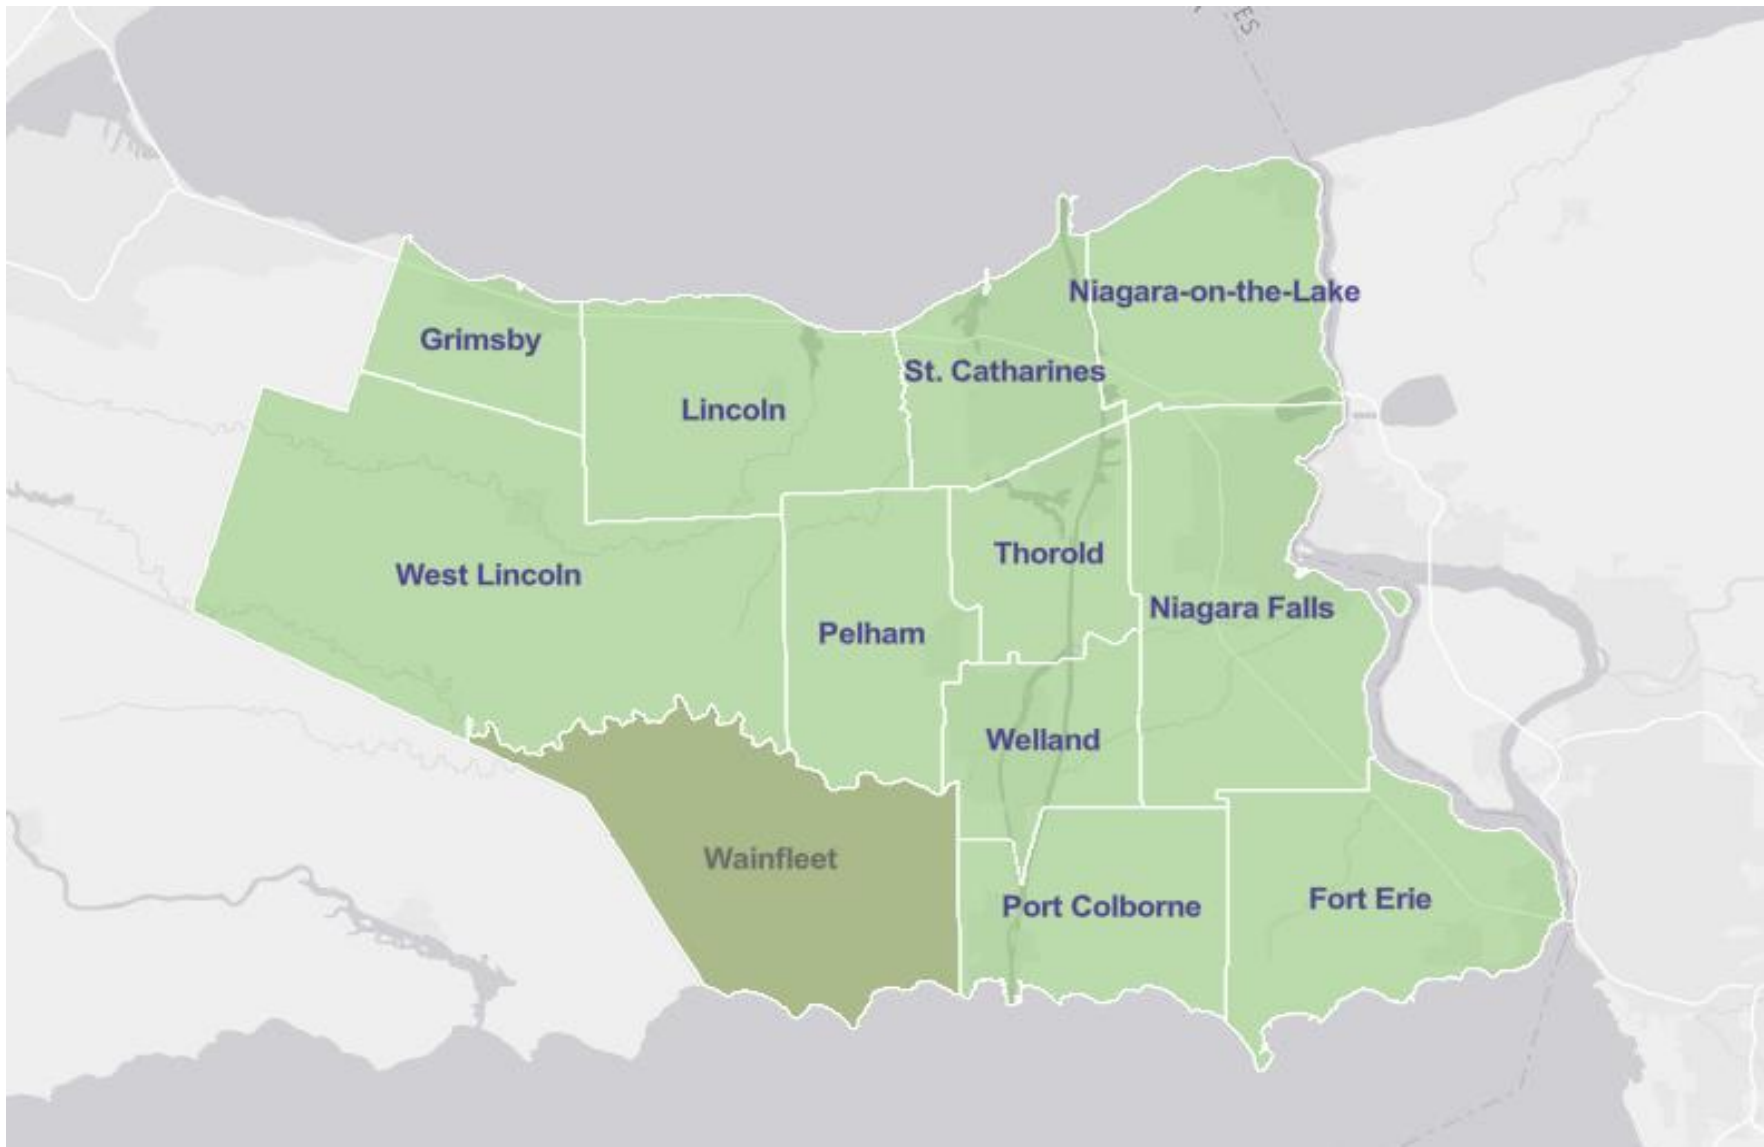 ES
Niagara-on-the-Lake
Grimsby
St. Catharines
Lincoln
Thorold
West Lincoln
Niagara Falls
Pelham
Welland
Wainfleet
Fort Erie
Port Colborne